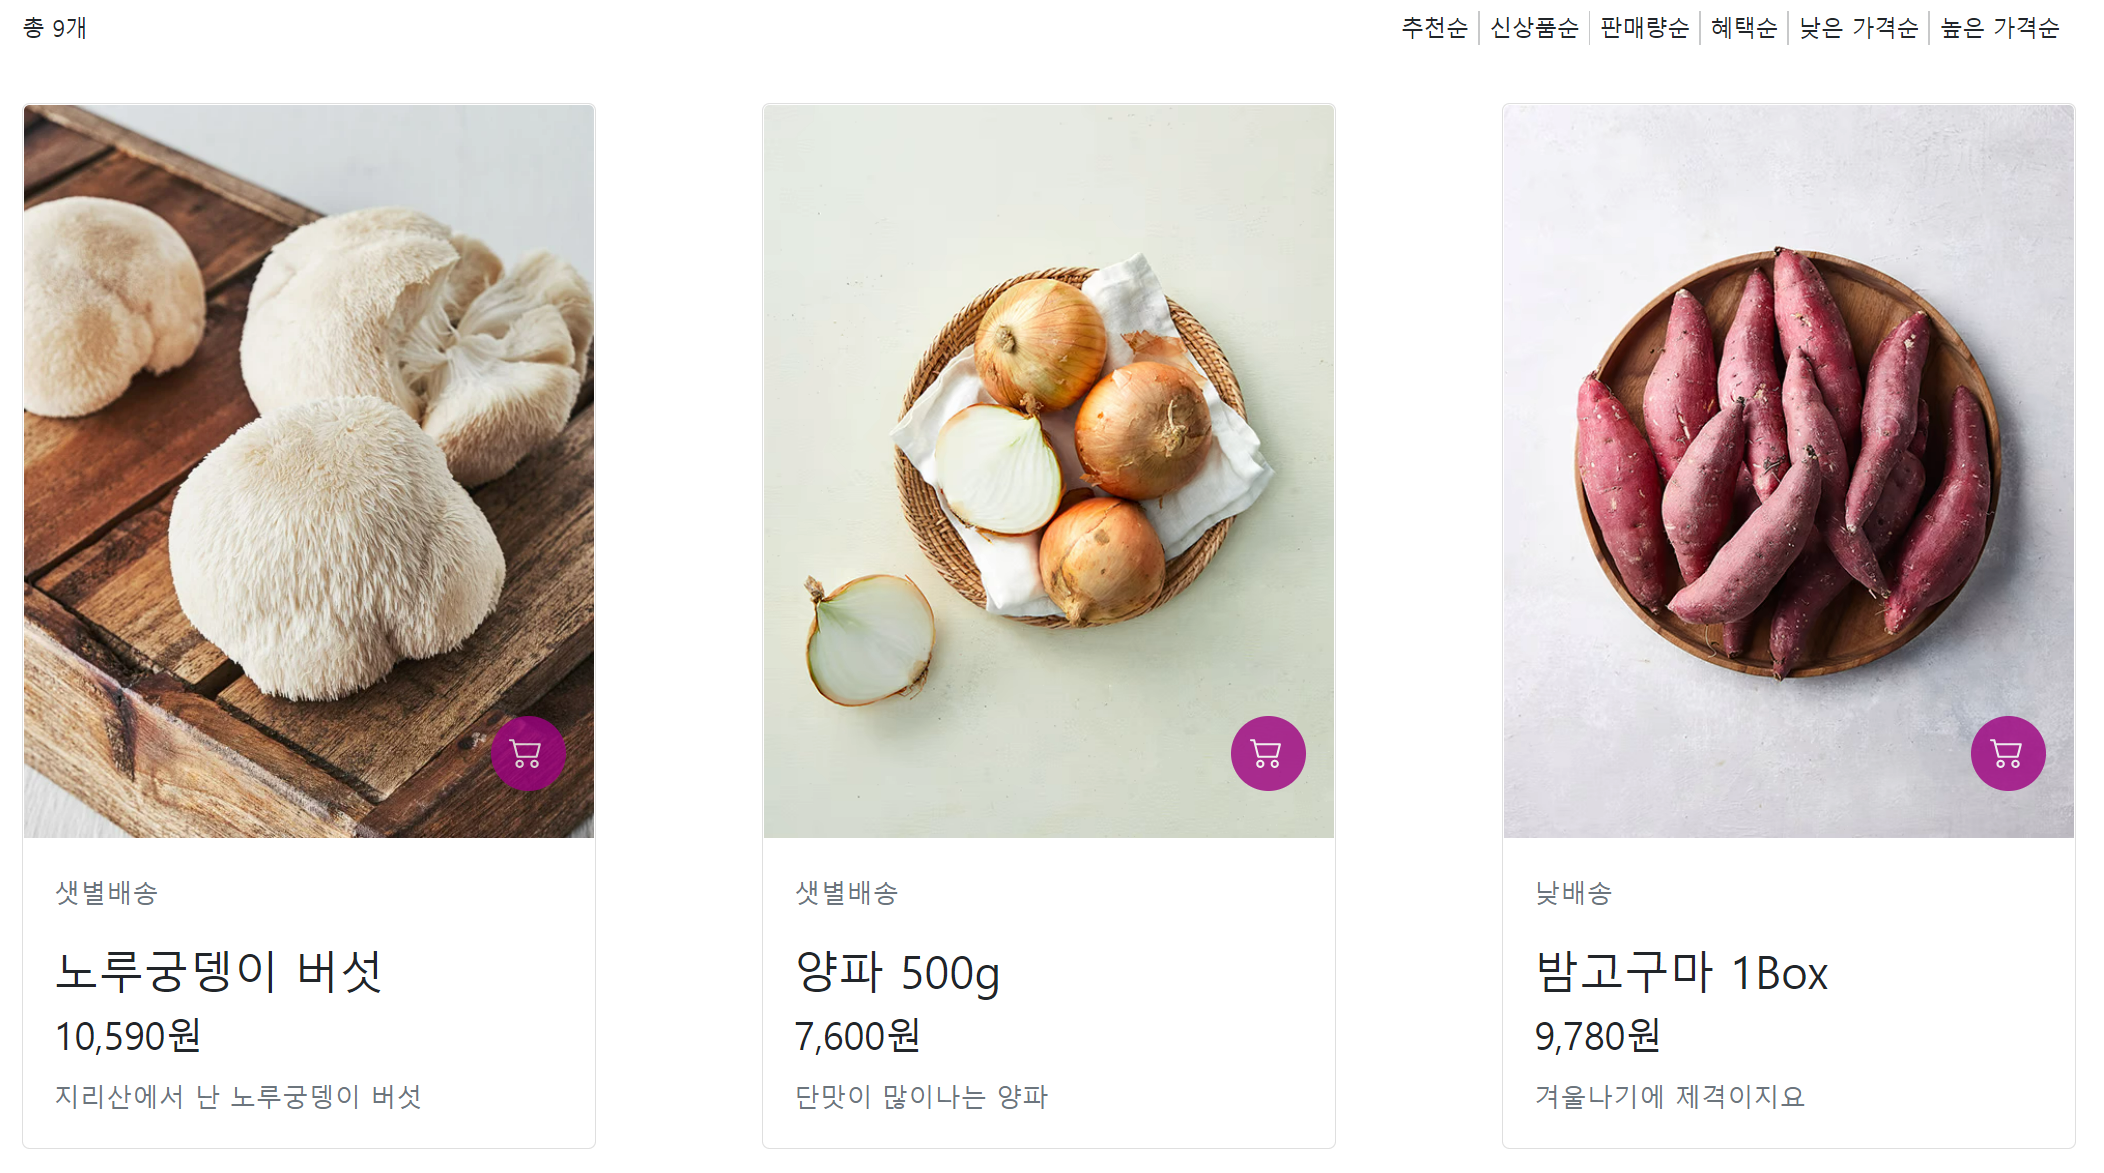 총 9개
추천순 신상품순 판매량순 혜택순 낮은 가격순 높은 가격순
샛별배송
노루궁뎅이 버섯
10,590원
지리산에서 난 노루궁뎅이 버섯
샛별배송
양파 500g
7,600원
단맛이 많이나는 양파
낮배송
밤고구마 1Box
9,780원
겨울나기에 제격이지요